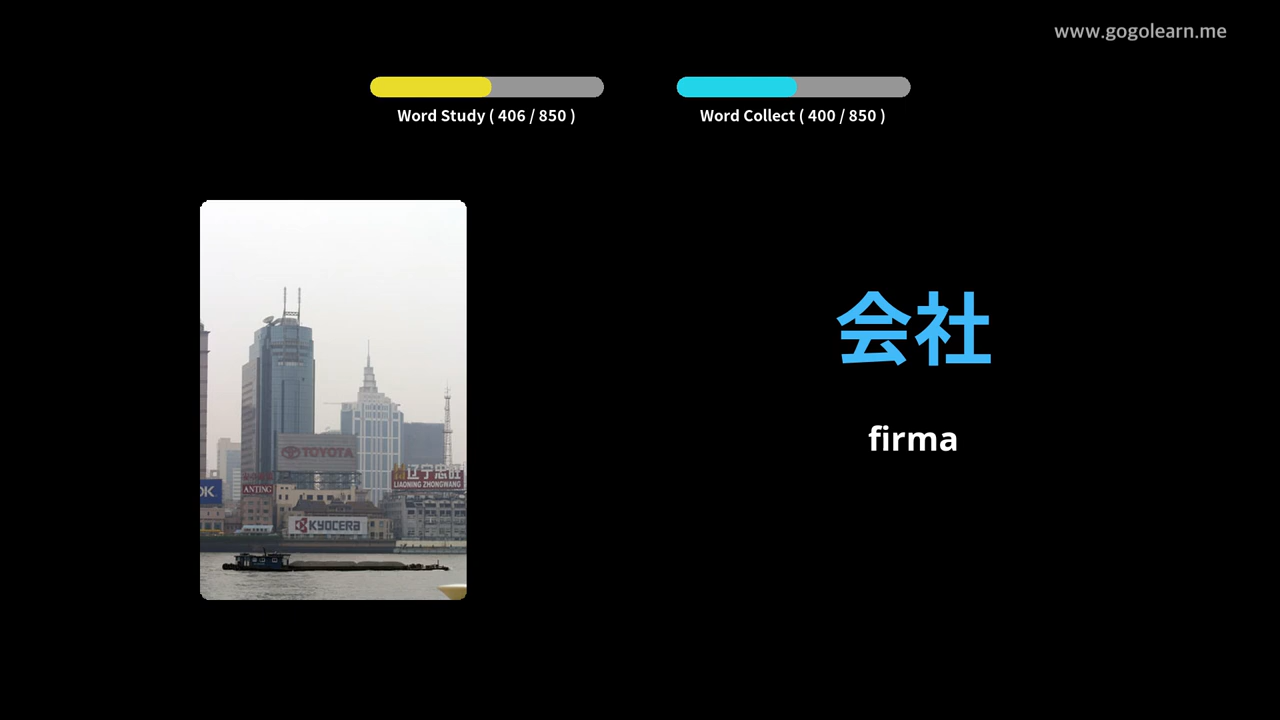 www.gogolearn.me
Word Study ( 406 / 850 )
Word Collect ( 400 / 850 )
会社
firma
TOYOTA
辽宁忠旺
LIAONING ZHONGWANG
ANTING
KYOCERA